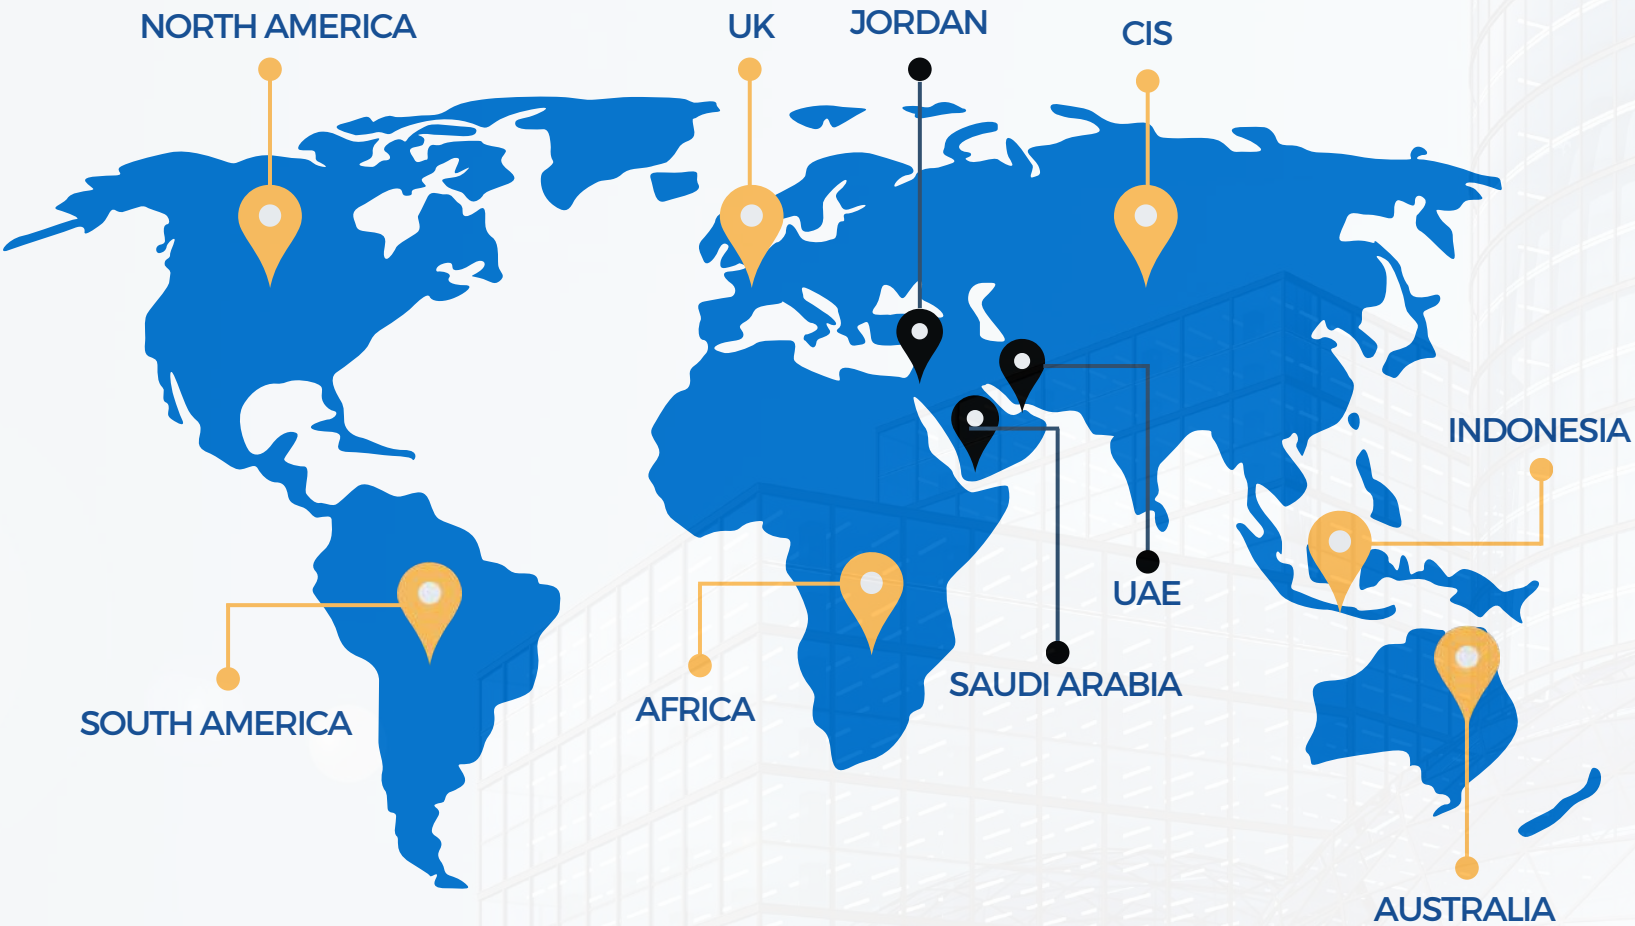 NORTH AMERICA
UK
JORDAN
CIS
INDONESIA
UAE
SAUDI ARABIA
AFRICA
SOUTH AMERICA
AUSTRALIA